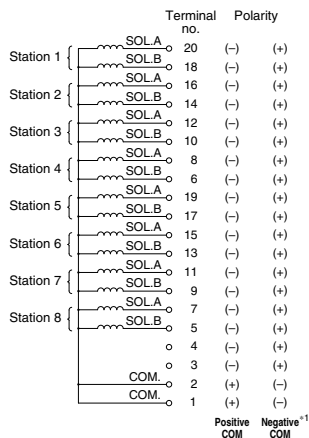 Terminal no. Polarity
Station 1 SOL.A 20 (–) (+)
SOL.B 18 (–) (+)
Station 2 SOL.A 16 (–) (+)
SOL.B 14 (–) (+)
Station 3 SOL.A 12 (–) (+)
SOL.B 10 (–) (+)
Station 4 SOL.A 8 (–) (+)
SOL.B 6 (–) (+)
Station 5 SOL.A 19 (–) (+)
SOL.B 17 (–) (+)
Station 6 SOL.A 15 (–) (+)
SOL.B 13 (–) (+)
Station 7 SOL.A 11 (–) (+)
SOL.B 9 (–) (+)
Station 8 SOL.A 7 (–) (+)
SOL.B 5 (–) (+)
4 (–) (+)
3 (–) (+)
COM. 2 (+) (–)
COM. 1 (+) (–)
Positive COM Negative*1 COM